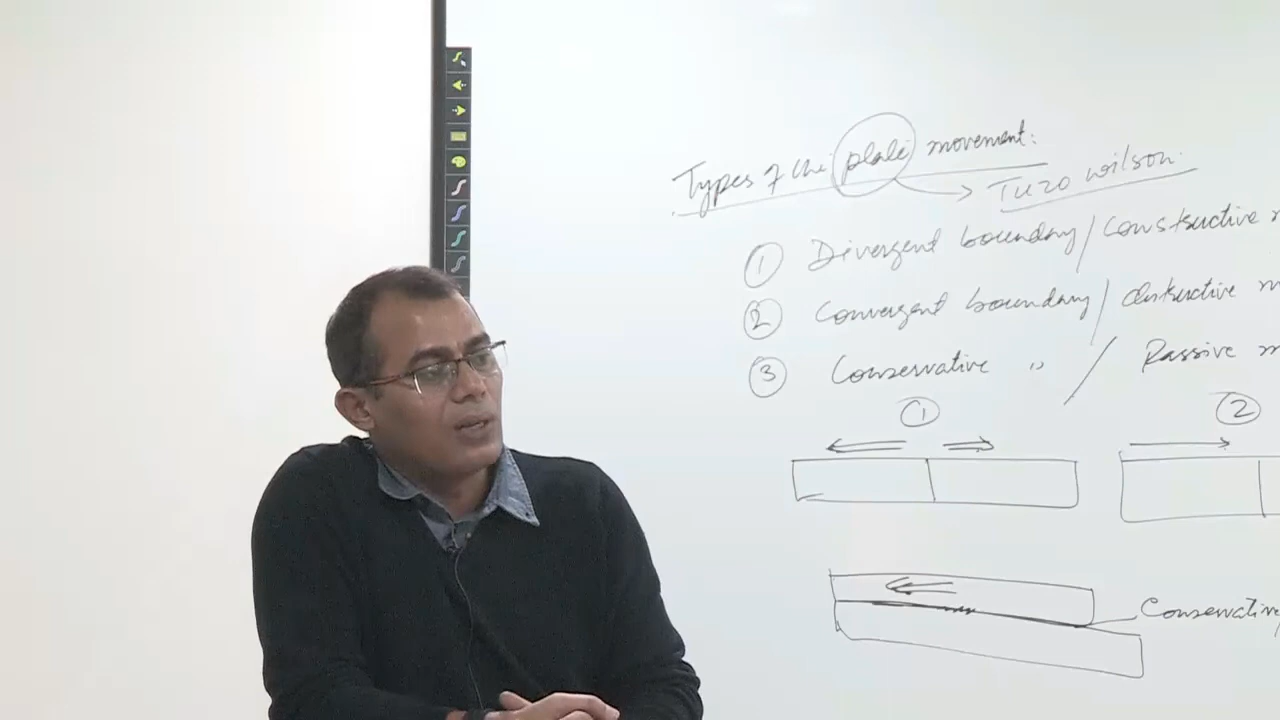 Types of the plate movement:
→ Tuzo Wilson.
① Divergent boundary / Constructive
② Convergent boundary / destructive
③ Conservative " / Passive
① ②
Conservativ